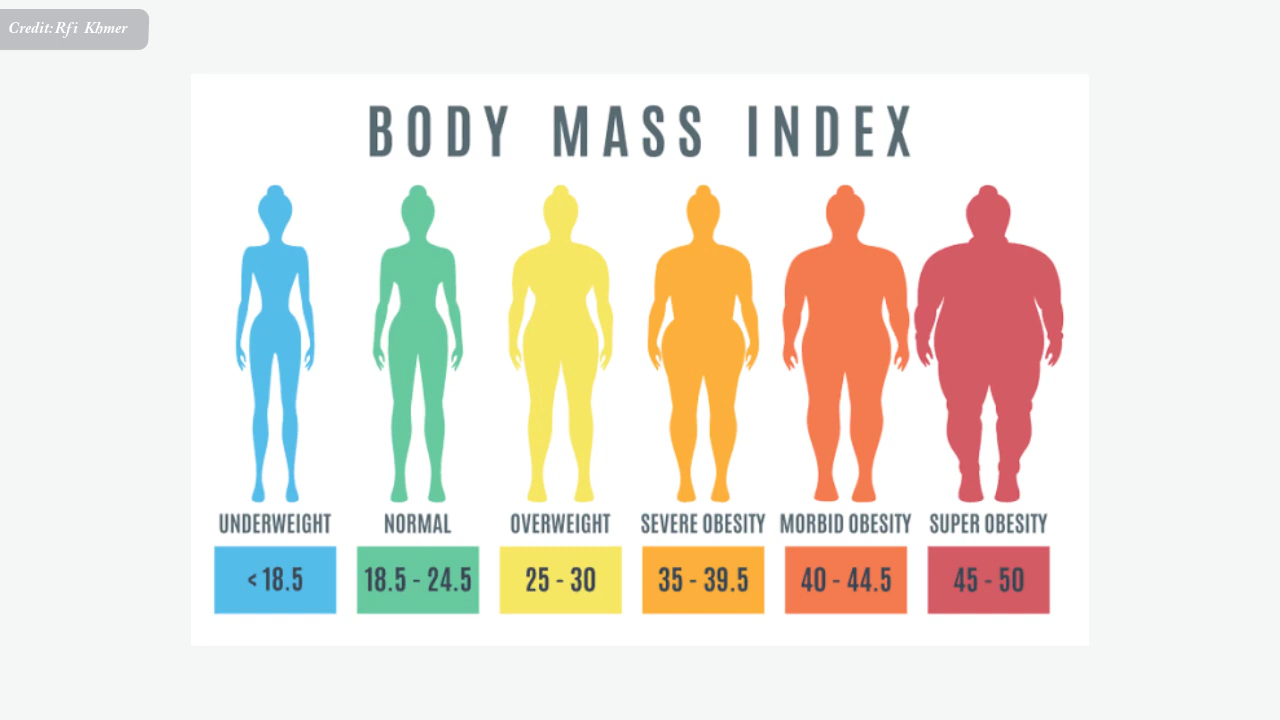 Credit:Rfi Khmer
BODY MASS INDEX
UNDERWEIGHT NORMAL OVERWEIGHT SEVERE OBESITY MORBID OBESITY SUPER OBESITY
< 18.5 18.5 - 24.5 25 - 30 35 - 39.5 40 - 44.5 45 - 50